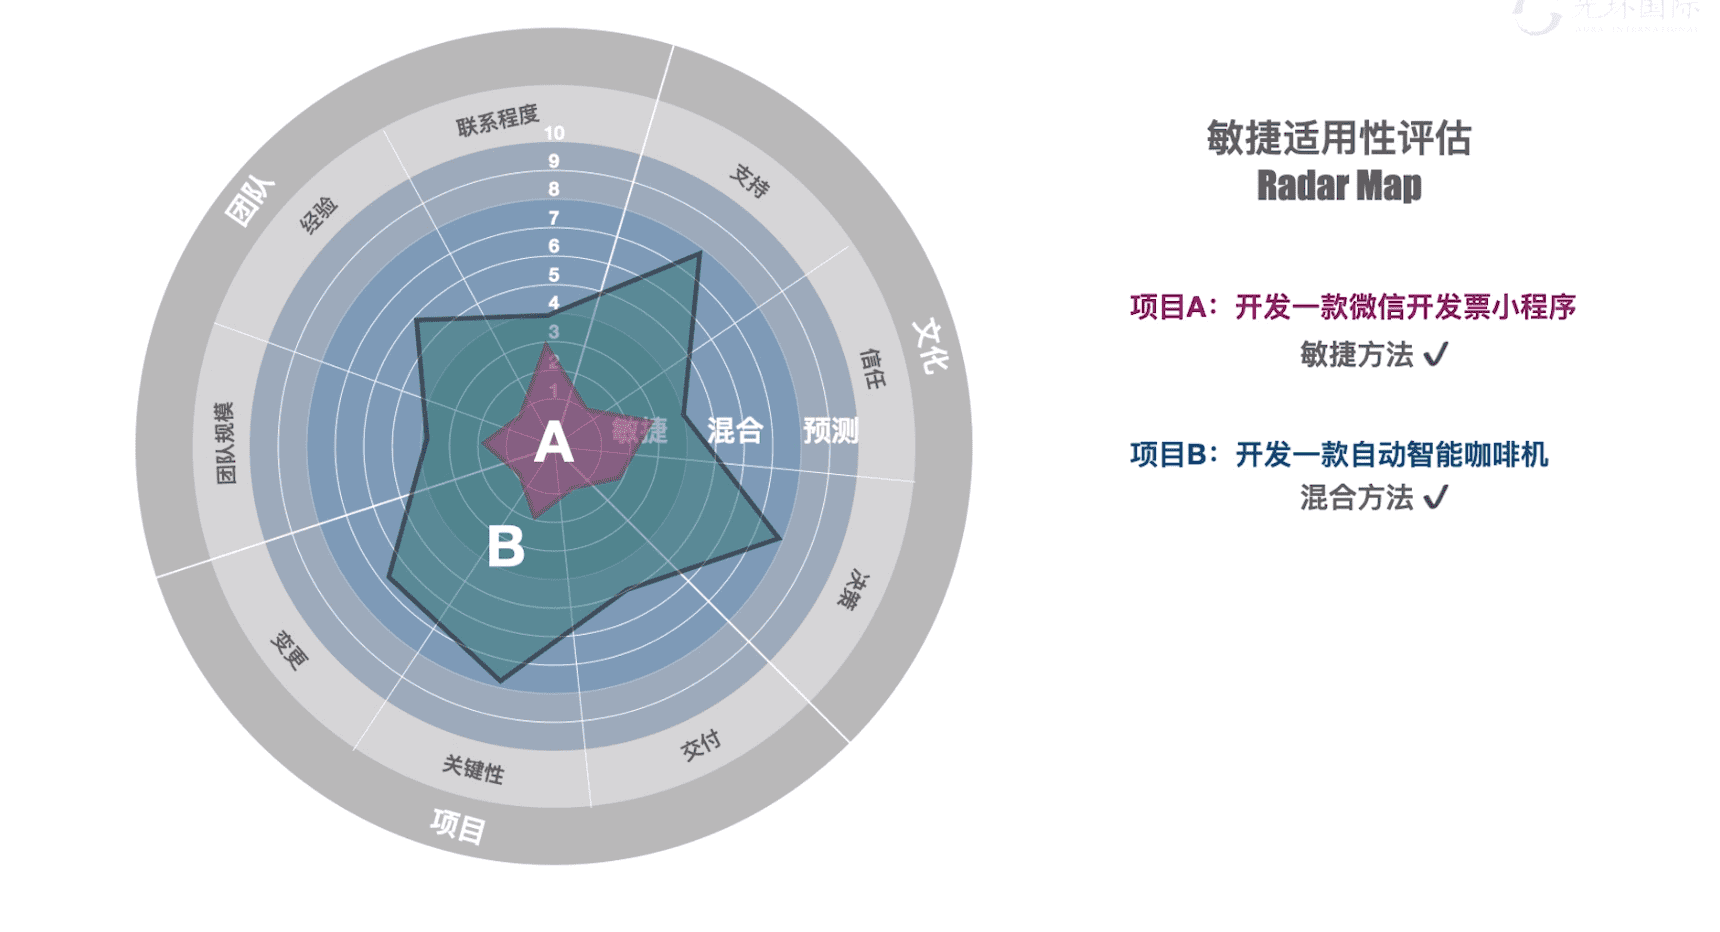 光环国际
敏捷适用性评估
Radar Map
项目A：开发一款微信开发票小程序
敏捷方法 ✓
项目B：开发一款自动智能咖啡机
混合方法 ✓
团队
文化
项目
联系程度
支持
信任
决策
交付
关键性
变更
团队规模
经验
10
9
8
7
6
5
4
3
2
1
敏捷 混合 预测
A
B